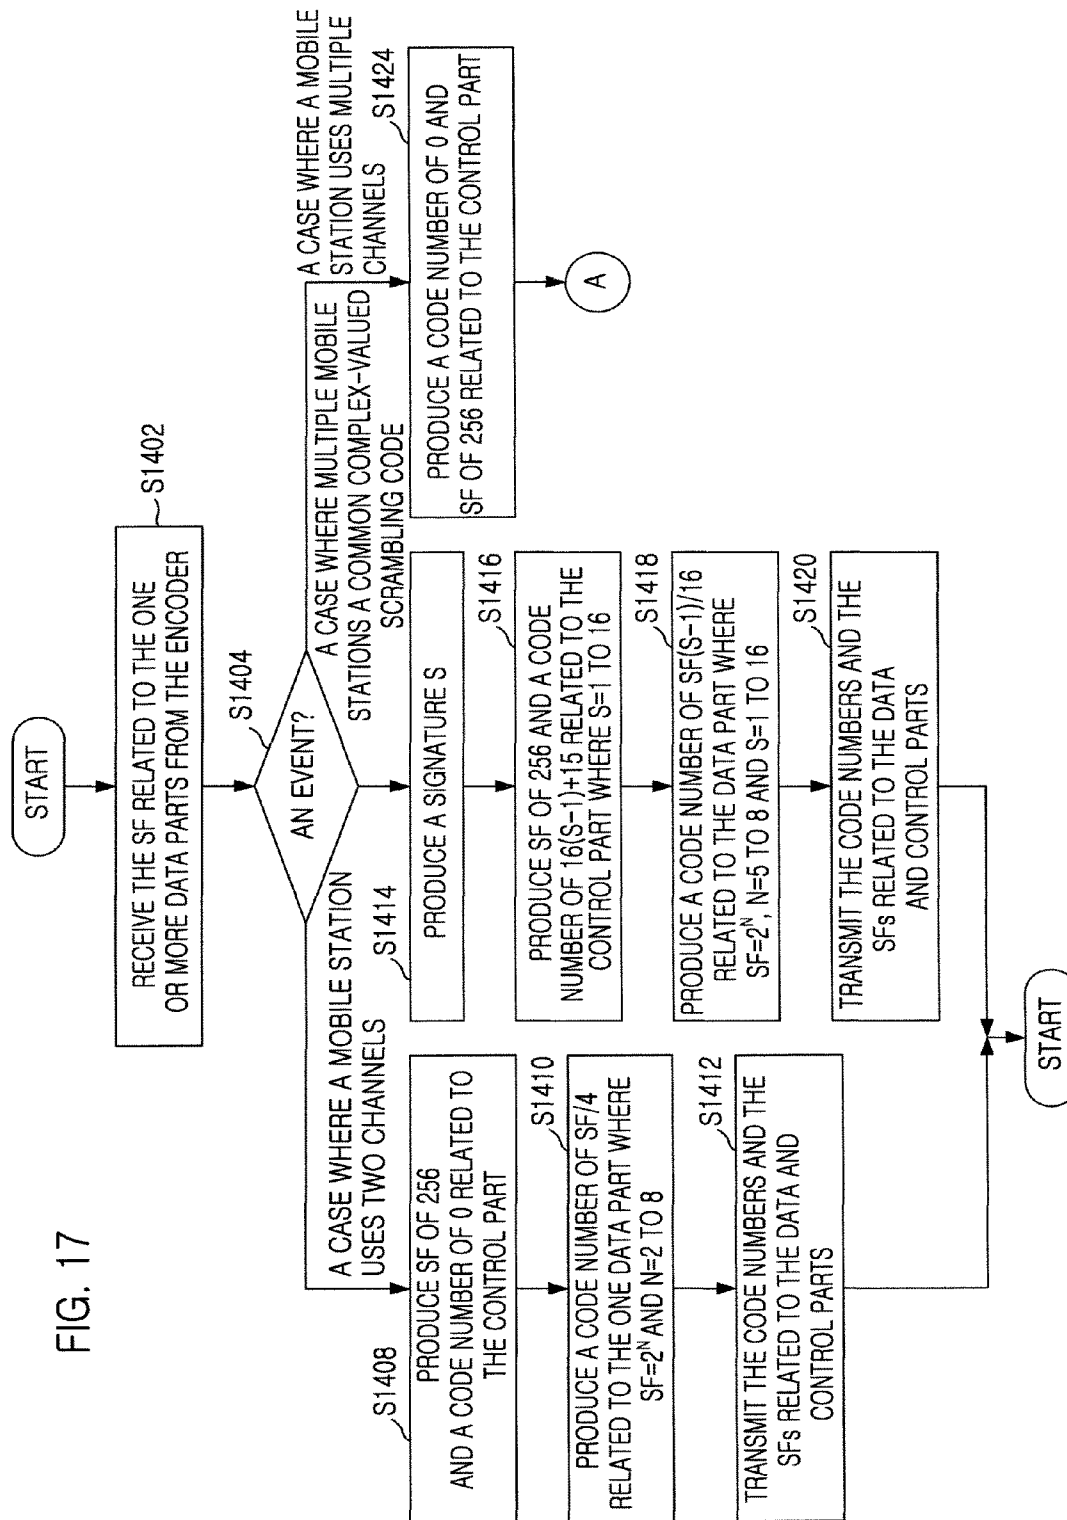 FIG. 17
START
RECEIVE THE SF RELATED TO THE ONE
OR MORE DATA PARTS FROM THE ENCODER
S1402
AN EVENT?
S1404
A CASE WHERE A MOBILE STATION
USES TWO CHANNELS
S1408
PRODUCE SF OF 256
AND A CODE NUMBER OF 0 RELATED TO
THE CONTROL PART
S1410
PRODUCE A CODE NUMBER OF SF/4
RELATED TO THE ONE DATA PART WHERE
SF=2^N AND N=2 TO 8
S1412
TRANSMIT THE CODE NUMBERS AND THE
SFs RELATED TO THE DATA AND
CONTROL PARTS
A CASE WHERE MULTIPLE MOBILE
STATIONS A COMMON COMPLEX-VALUED
SCRAMBLING CODE
S1414
PRODUCE A SIGNATURE S
S1416
PRODUCE SF OF 256 AND A CODE
NUMBER OF 16(S-1)+15 RELATED TO THE
CONTROL PART WHERE S=1 TO 16
S1418
PRODUCE A CODE NUMBER OF SF(S-1)/16
RELATED TO THE DATA PART WHERE
SF=2^N, N=5 TO 8 AND S=1 TO 16
S1420
TRANSMIT THE CODE NUMBERS AND THE
SFs RELATED TO THE DATA
AND CONTROL PARTS
A CASE WHERE A MOBILE
STATION USES MULTIPLE
CHANNELS
S1424
PRODUCE A CODE NUMBER OF 0 AND
SF OF 256 RELATED TO THE CONTROL PART
A
START